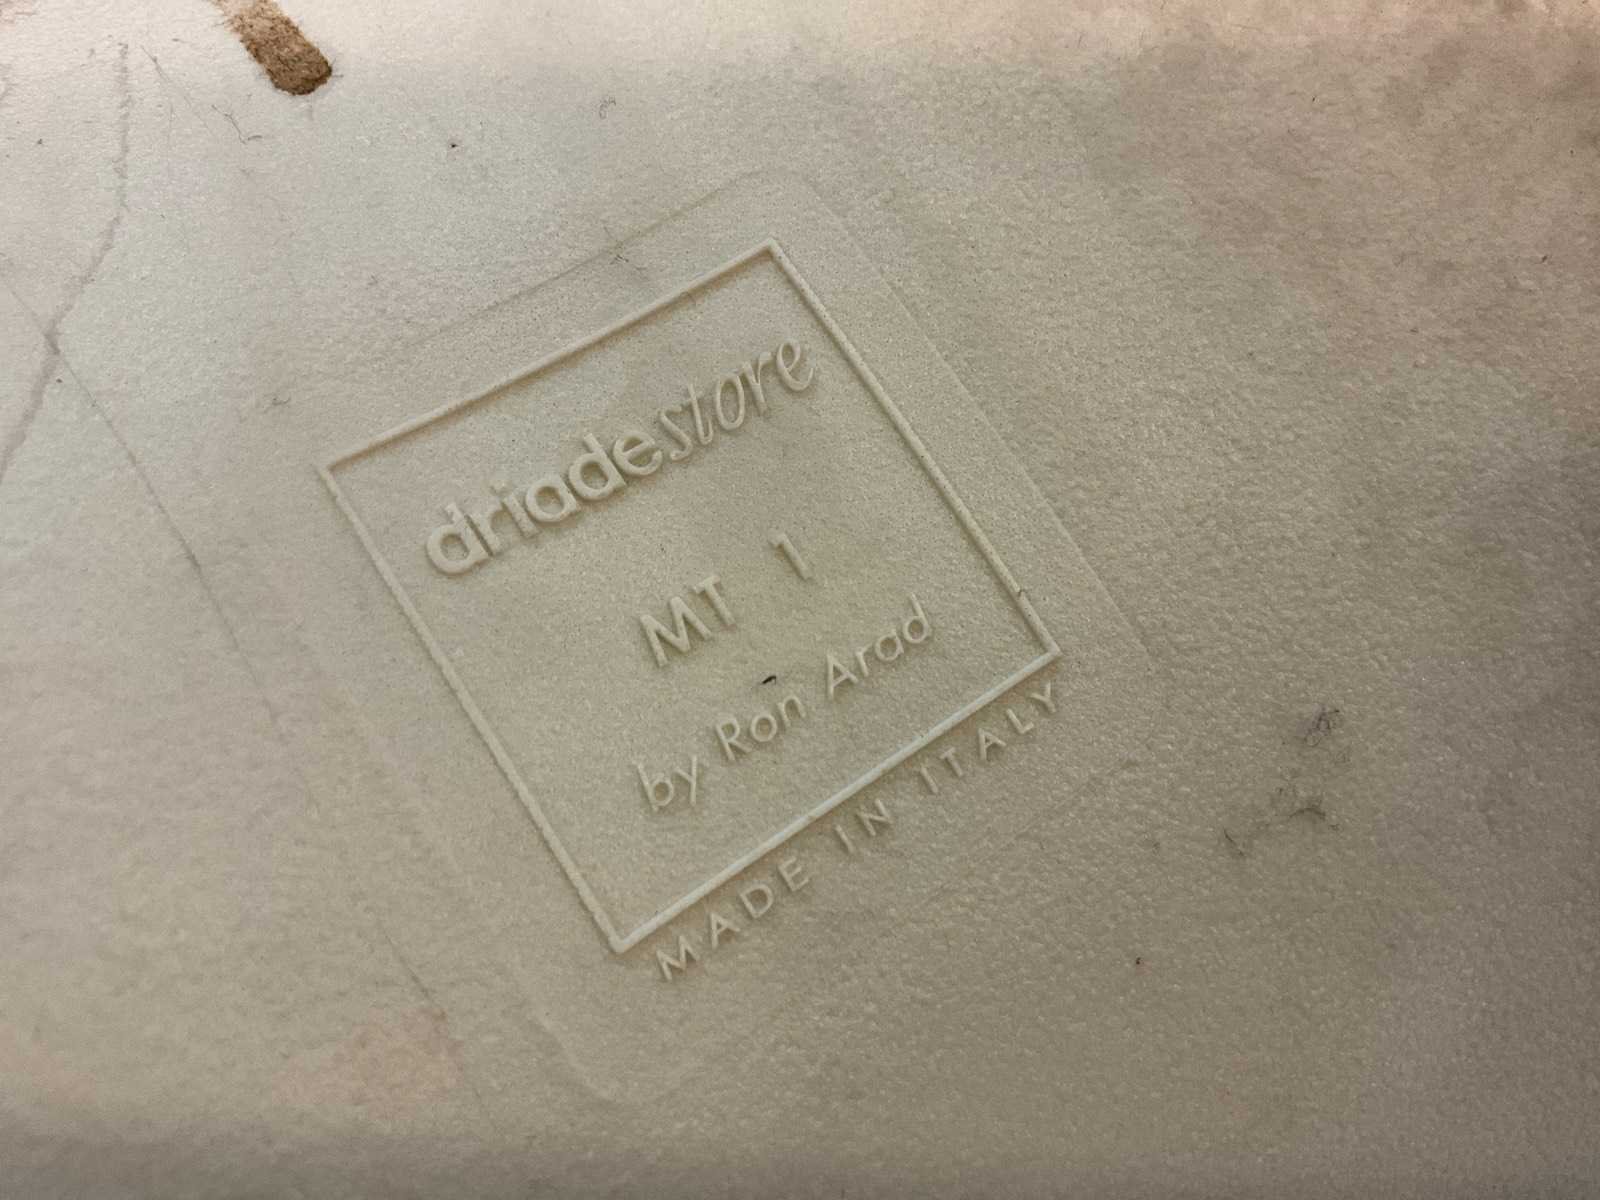 driadestore
MT 1
by Ron Arad
MADE IN ITALY